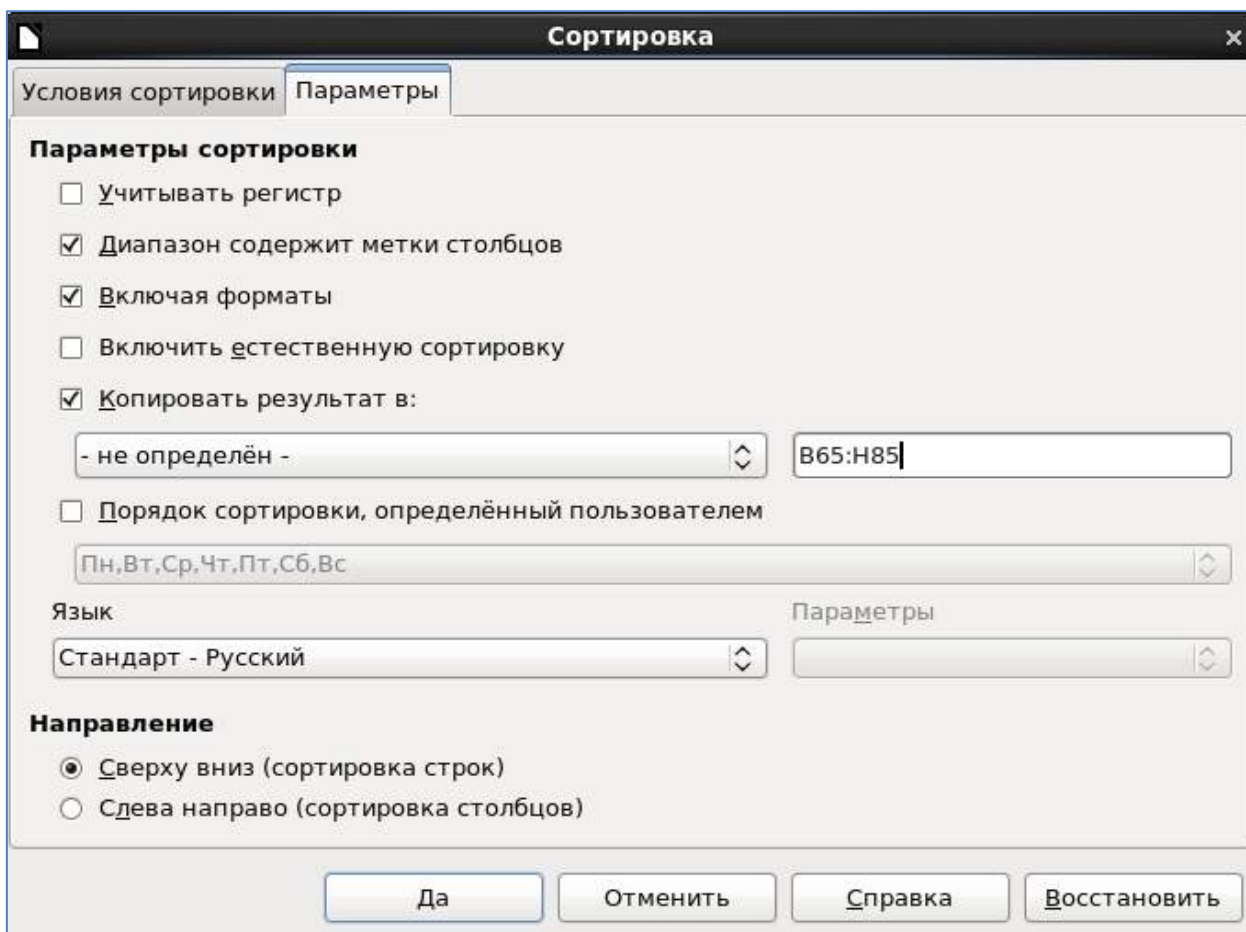 Сортировка
Условия сортировки
Параметры
Параметры сортировки
Учитывать регистр
Диапазон содержит метки столбцов
Включая форматы
Включить естественную сортировку
Копировать результат в:
- не определён -
B65:H85
Порядок сортировки, определённый пользователем
Пн,Вт,Ср,Чт,Пт,Сб,Вс
Язык
Параметры
Стандарт - Русский
Направление
Сверху вниз (сортировка строк)
Слева направо (сортировка столбцов)
Да
Отменить
Справка
Восстановить